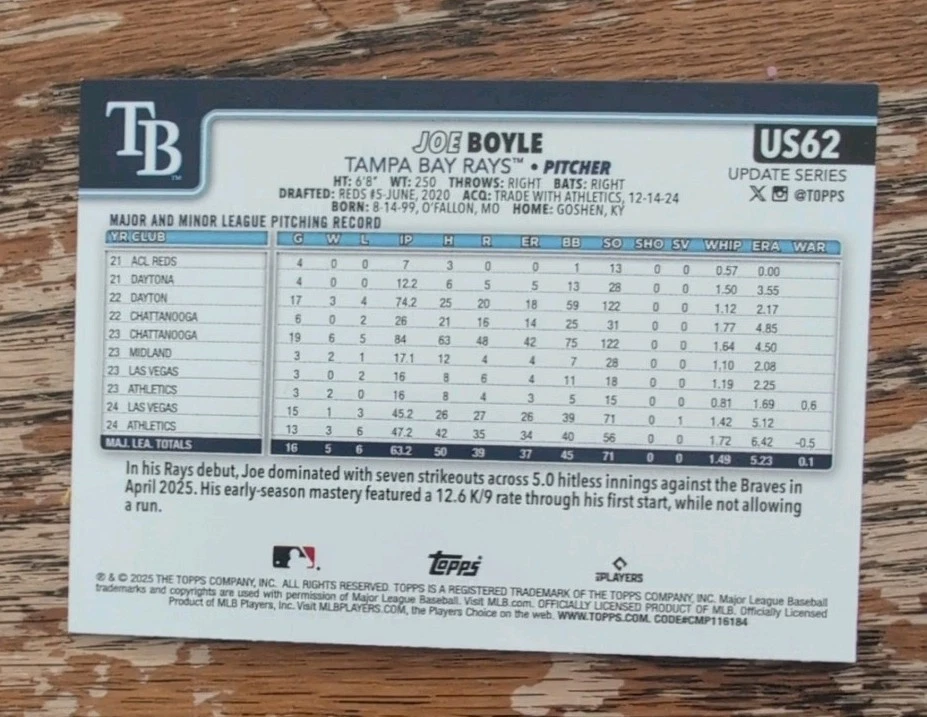 TB
™
JOE BOYLE
US62
TAMPA BAY RAYS™ • PITCHER
UPDATE SERIES
HT: 6'8" WT: 250 THROWS: RIGHT BATS: RIGHT
X @TOPPS
DRAFTED: REDS #5-JUNE, 2020 ACQ: TRADE WITH ATHLETICS, 12-14-24
BORN: 8-14-99, O'FALLON, MO HOME: GOSHEN, KY
MAJOR AND MINOR LEAGUE PITCHING RECORD
YR CLUB G W L IP H R ER BB SO SHO SV WHIP ERA WAR
21 ACL REDS 4 0 0 7 3 0 0 1 13 0 0 0.57 0.00
21 DAYTONA 4 0 0 12.2 6 5 5 13 28 0 0 1.50 3.55
22 DAYTON 17 3 4 74.2 25 20 18 59 122 0 0 1.12 2.17
22 CHATTANOOGA 6 0 2 26 21 16 14 25 31 0 0 1.77 4.85
23 CHATTANOOGA 19 6 5 84 63 48 42 75 122 0 0 1.64 4.50
23 MIDLAND 3 2 1 17.1 12 4 4 7 28 0 0 1.10 2.08
23 LAS VEGAS 3 0 2 16 8 6 4 11 18 0 0 1.19 2.25
23 ATHLETICS 3 2 0 16 8 4 3 5 15 0 0 0.81 1.69 0.6
24 LAS VEGAS 15 1 3 45.2 26 27 26 39 71 0 1 1.42 5.12
24 ATHLETICS 13 3 6 47.2 42 35 34 40 56 0 0 1.72 6.42 -0.5
MAJ. LEA. TOTALS 16 5 6 63.2 50 39 37 45 71 0 0 1.49 5.23 0.1
In his Rays debut, Joe dominated with seven strikeouts across 5.0 hitless innings against the Braves in
April 2025. His early-season mastery featured a 12.6 K/9 rate through his first start, while not allowing
a run.
topps
PLAYERS
® & © 2025 THE TOPPS COMPANY, INC. ALL RIGHTS RESERVED. TOPPS IS A REGISTERED TRADEMARK OF THE TOPPS COMPANY, INC. Major League Baseball
trademarks and copyrights are used with permission of Major League Baseball. Visit MLB.com. OFFICIALLY LICENSED PRODUCT OF MLB. Officially Licensed
Product of MLB Players, Inc. Visit MLBPLAYERS.COM, the Players Choice on the web. WWW.TOPPS.COM. CODE#CMP116184